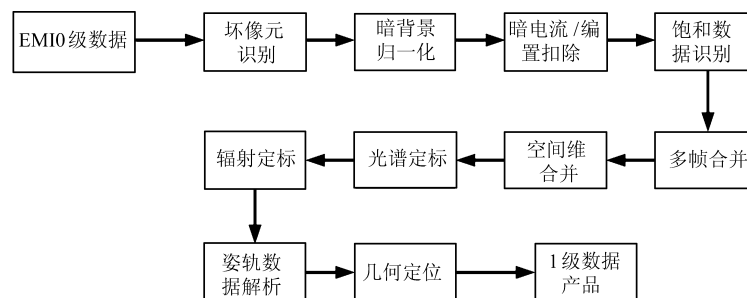 EMI0级数据
坏像元
识别
暗背景
归一化
暗电流/编
置扣除
饱和数
据识别
辐射定标
光谱定标
空间维
合并
多帧合并
姿轨数
据解析
几何定位
1级数据
产品